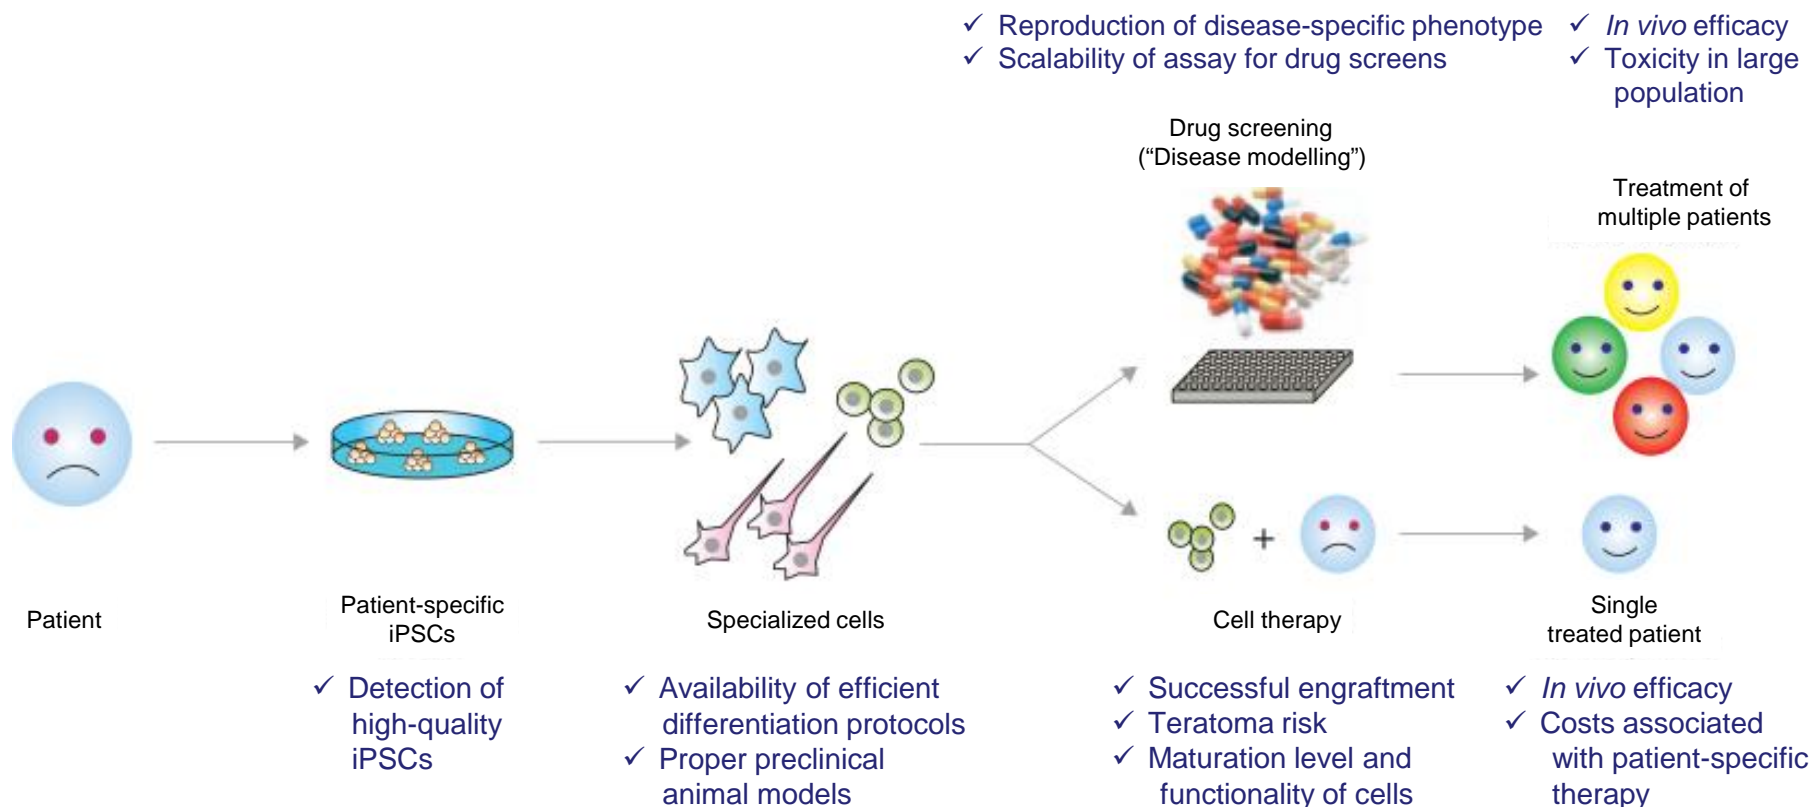 ✓ Reproduction of disease-specific phenotype
✓ Scalability of assay for drug screens
✓ In vivo efficacy
✓ Toxicity in large
population
Drug screening
(“Disease modelling”)
Treatment of
multiple patients
+
Patient
Patient-specific
iPSCs
Specialized cells
Cell therapy
Single
treated patient
✓ Detection of
high-quality
iPSCs
✓ Availability of efficient
differentiation protocols
✓ Proper preclinical
animal models
✓ Successful engraftment
✓ Teratoma risk
✓ Maturation level and
functionality of cells
✓ In vivo efficacy
✓ Costs associated
with patient-specific
therapy